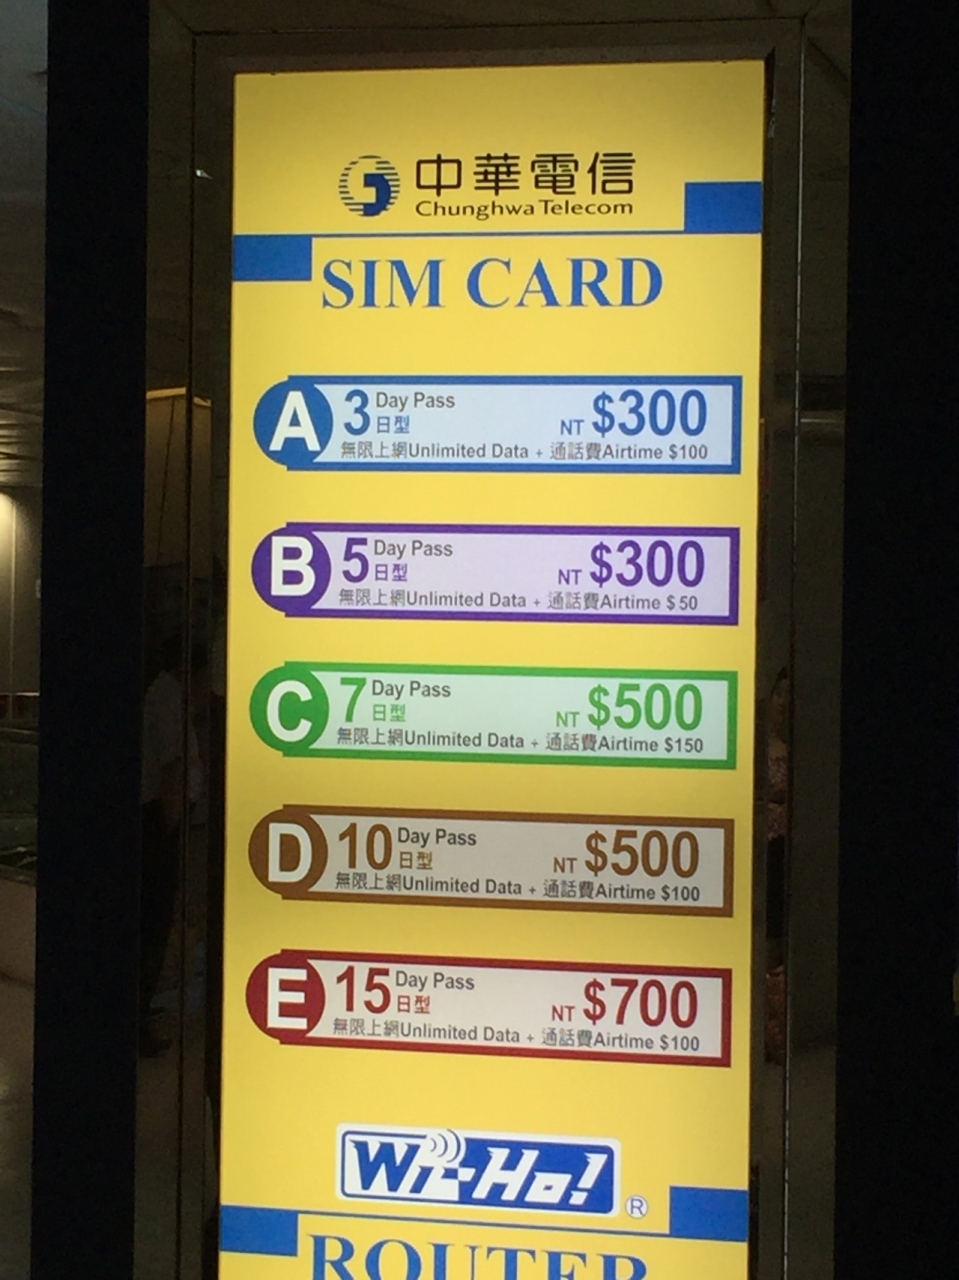 中華電信
Chunghwa Telecom
SIM CARD
A 3 Day Pass 日型 NT $300
無限上網Unlimited Data + 通話費Airtime $100
B 5 Day Pass 日型 NT $300
無限上網Unlimited Data + 通話費Airtime $50
C 7 Day Pass 日型 NT $500
無限上網Unlimited Data + 通話費Airtime $150
D 10 Day Pass 日型 NT $500
無限上網Unlimited Data + 通話費Airtime $100
E 15 Day Pass 日型 NT $700
無限上網Unlimited Data + 通話費Airtime $100
Wi-Ho! ®
ROUTER